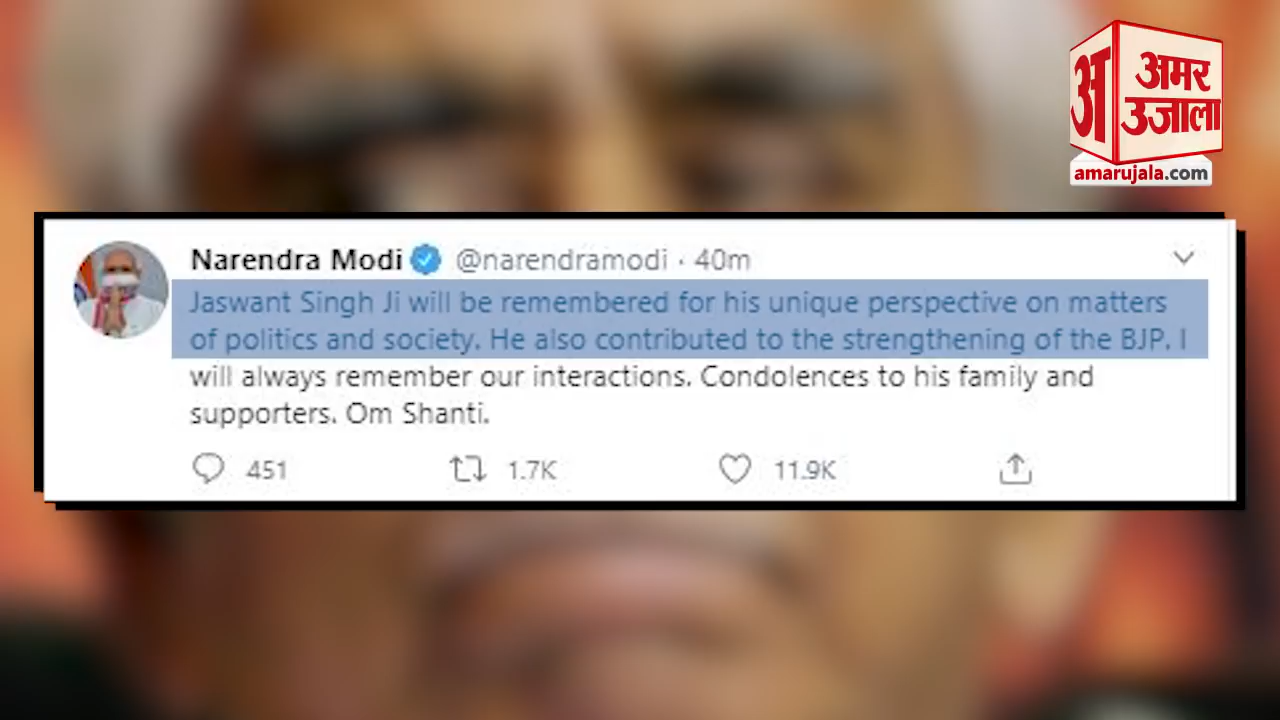 अ
अमर
उजाला
amarujala.com
Narendra Modi @narendramodi · 40m
Jaswant Singh Ji will be remembered for his unique perspective on matters
of politics and society. He also contributed to the strengthening of the BJP. I
will always remember our interactions. Condolences to his family and
supporters. Om Shanti.
451 1.7K 11.9K